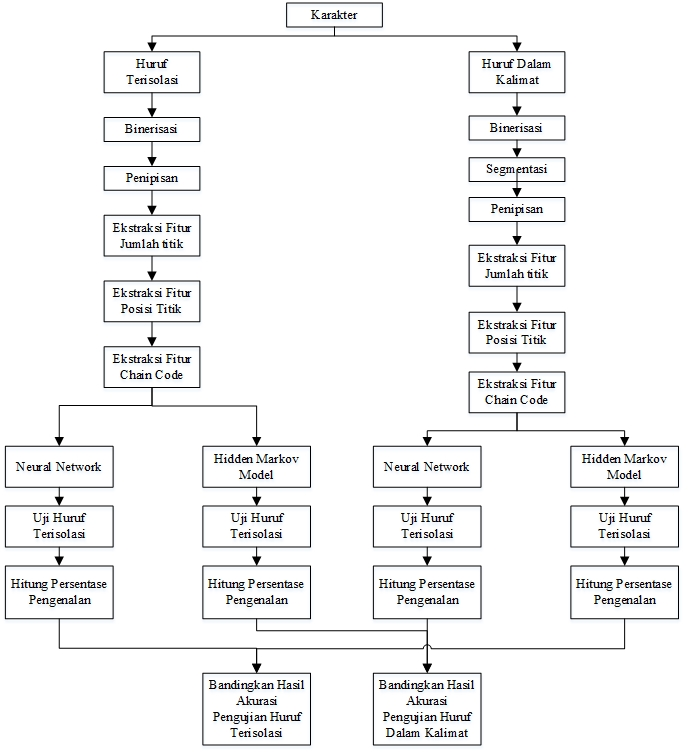 Karakter
Huruf
Terisolasi
Huruf Dalam
Kalimat
Binerisasi
Binerisasi
Penipisan
Segmentasi
Penipisan
Ekstraksi Fitur
Jumlah titik
Ekstraksi Fitur
Jumlah titik
Ekstraksi Fitur
Posisi Titik
Ekstraksi Fitur
Posisi Titik
Ekstraksi Fitur
Chain Code
Ekstraksi Fitur
Chain Code
Neural Network
Hidden Markov
Model
Neural Network
Hidden Markov
Model
Uji Huruf
Terisolasi
Uji Huruf
Terisolasi
Uji Huruf
Terisolasi
Uji Huruf
Terisolasi
Hitung Persentase
Pengenalan
Hitung Persentase
Pengenalan
Hitung Persentase
Pengenalan
Hitung Persentase
Pengenalan
Bandingkan Hasil
Akurasi
Pengujian Huruf
Terisolasi
Bandingkan Hasil
Akurasi
Pengujian Huruf
Dalam Kalimat